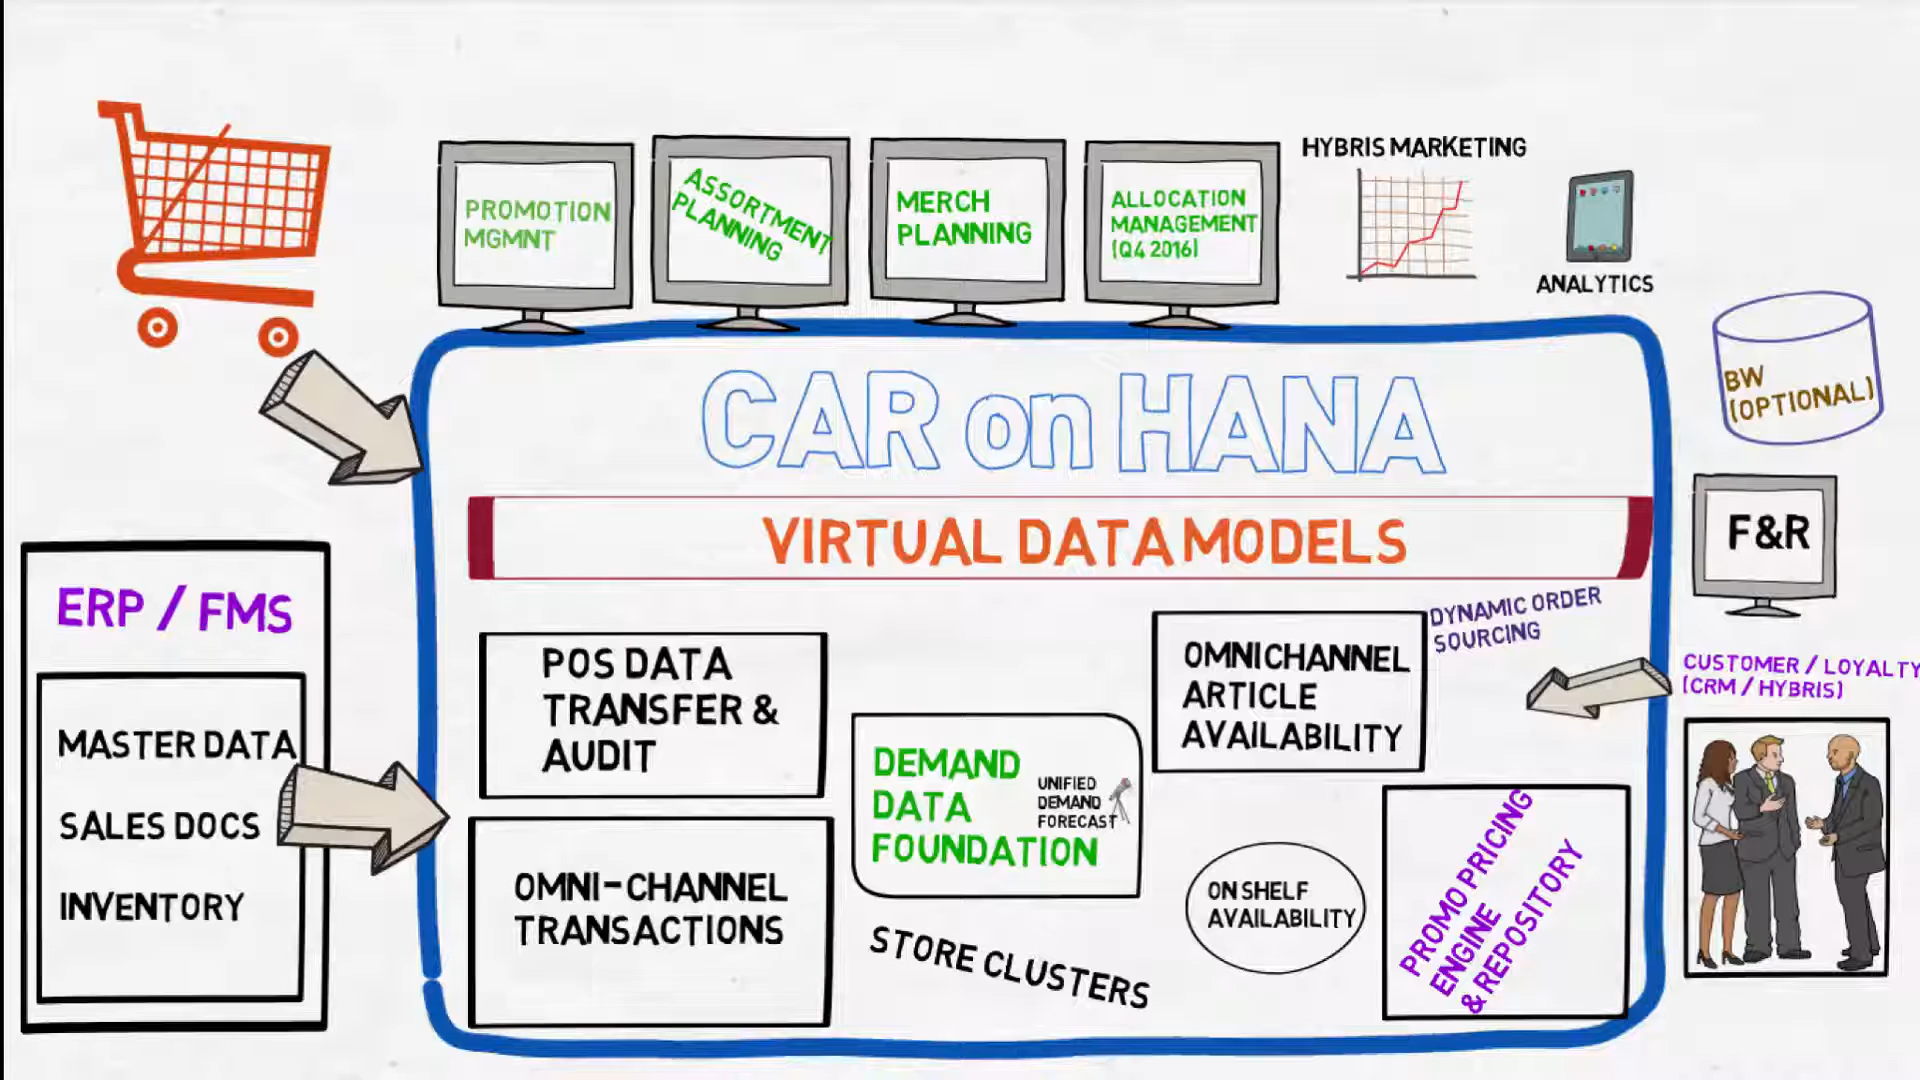 PROMOTION
MGMNT
ASSORTMENT
PLANNING
MERCH
PLANNING
ALLOCATION
MANAGEMENT
(Q4 2016)
HYBRIS MARKETING
ANALYTICS
BW
(OPTIONAL)
CAR on HANA
VIRTUAL DATA MODELS
F&R
ERP / FMS
MASTER DATA
SALES DOCS
INVENTORY
POS DATA
TRANSFER &
AUDIT
OMNI-CHANNEL
TRANSACTIONS
DEMAND
DATA
FOUNDATION
UNIFIED
DEMAND
FORECAST
STORE CLUSTERS
OMNICHANNEL
ARTICLE
AVAILABILITY
DYNAMIC ORDER
SOURCING
ON SHELF
AVAILABILITY
PROMO PRICING
ENGINE
& REPOSITORY
CUSTOMER / LOYALTY
(CRM / HYBRIS)